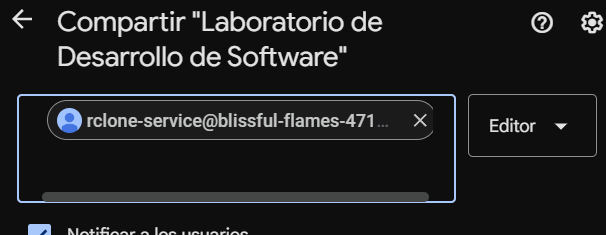 Compartir "Laboratorio de
Desarrollo de Software"
rclone-service@blissful-flames-471...
Editor
Notificar a los usuarios